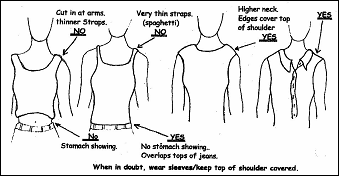 Cut in at arms.
thinner Straps.
NO
Very thin straps.
(spaghetti)
NO
Higher neck.
Edges cover top
of shoulder
YES
YES
No
Stomach showing.
YES
No stomach showing..
Overlaps tops of jeans.
When in doubt, wear sleeves/keep top of shoulder covered.